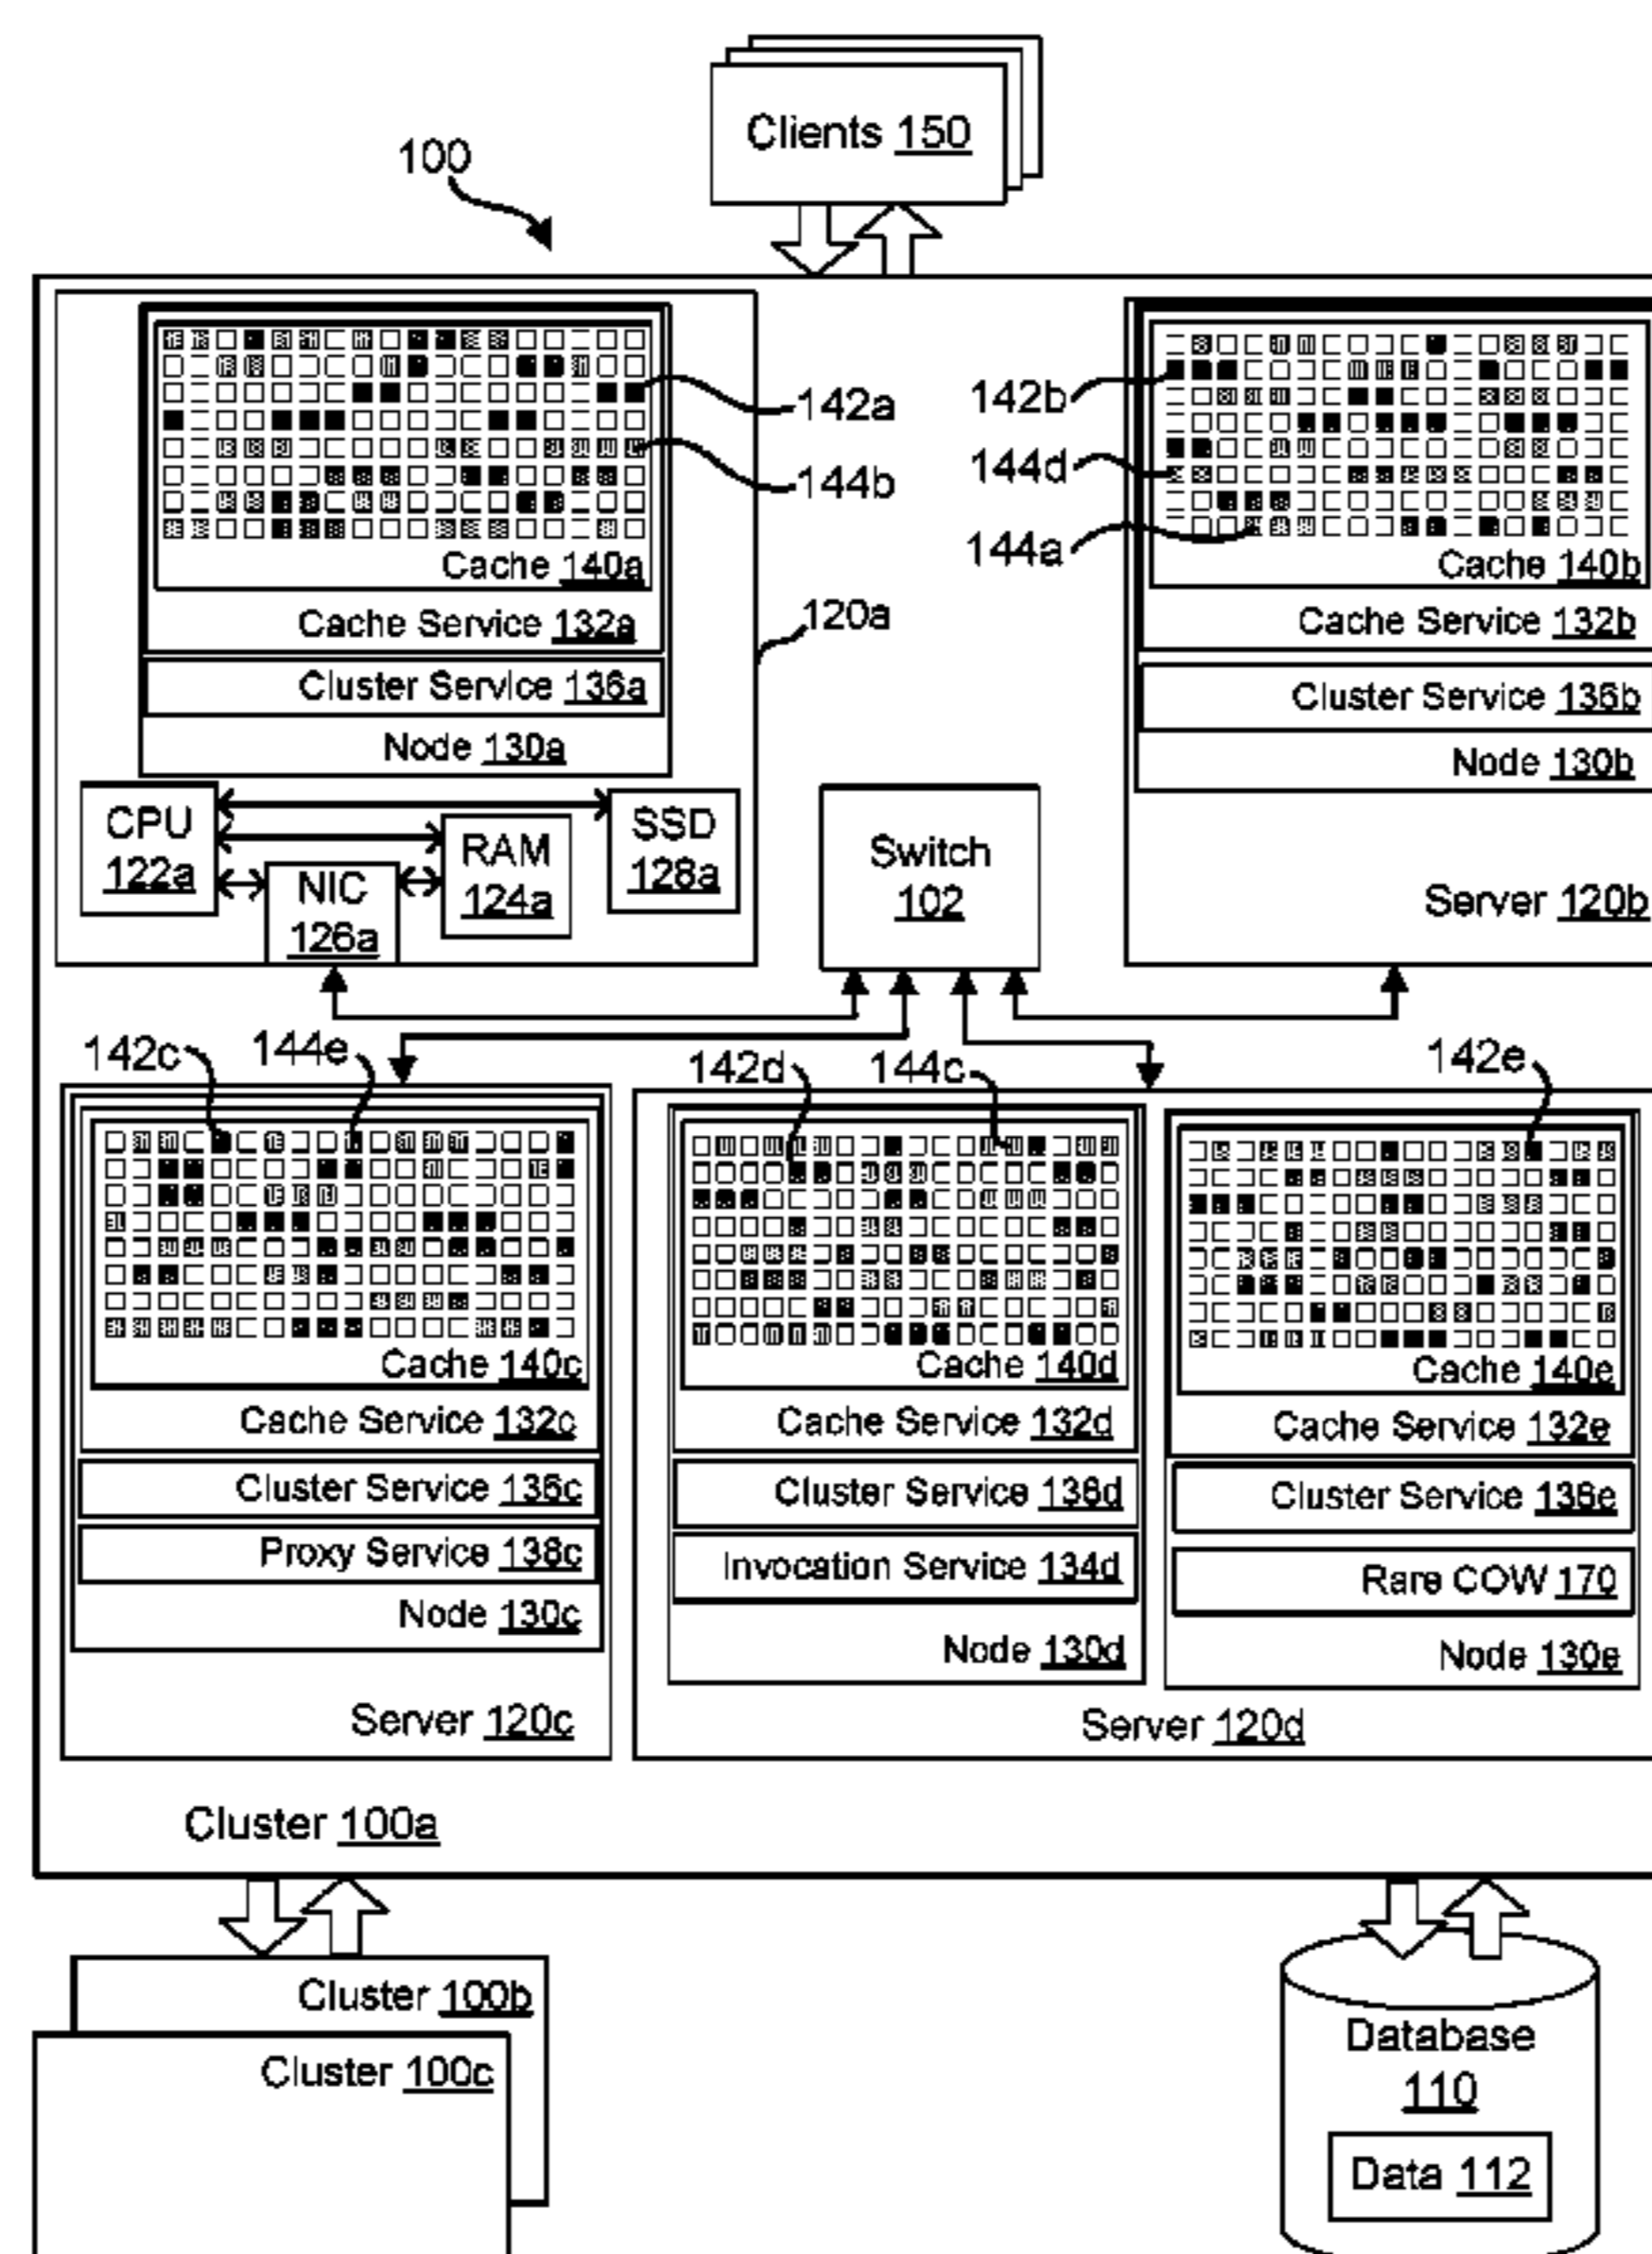 Clients 150
100
142a
142b
144b
144d
144a
Cache 140a
Cache 140b
Cache Service 132a
120a
Cache Service 132b
Cluster Service 136a
Cluster Service 136b
Node 130a
Node 130b
CPU
122a
NIC
126a
RAM
124a
SSD
128a
Switch
102
Server 120b
142c
144e
142d
144c
142e
Cache 140c
Cache 140d
Cache 140e
Cache Service 132c
Cache Service 132d
Cache Service 132e
Cluster Service 136c
Cluster Service 136d
Cluster Service 136e
Proxy Service 138c
Invocation Service 134d
Rare COW 170
Node 130c
Node 130d
Node 130e
Server 120c
Server 120d
Cluster 100a
Cluster 100b
Cluster 100c
Database
110
Data 112